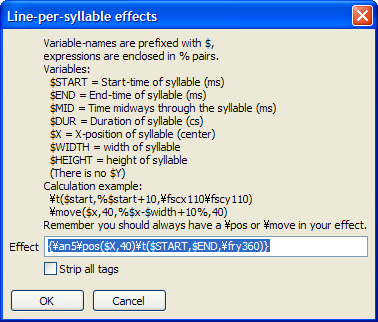 Line-per-syllable effects
Variable-names are prefixed with $,
expressions are enclosed in % pairs.
Variables:
$START = Start-time of syllable (ms)
$END = End-time of syllable (ms)
$MID = Time midways through the syllable (ms)
$DUR = Duration of syllable (cs)
$X = X-position of syllable (center)
$WIDTH = width of syllable
$HEIGHT = height of syllable
(There is no $Y)
Calculation example:
¥t($start,%$start+10,¥fscx110¥fscy110)
¥move($x,40,%$x-$width+10%,40)
Remember you should always have a ¥pos or ¥move in your effect.
Effect {¥an5¥pos($X,40)¥t($START,$END,¥fry360)}
Strip all tags
OK Cancel